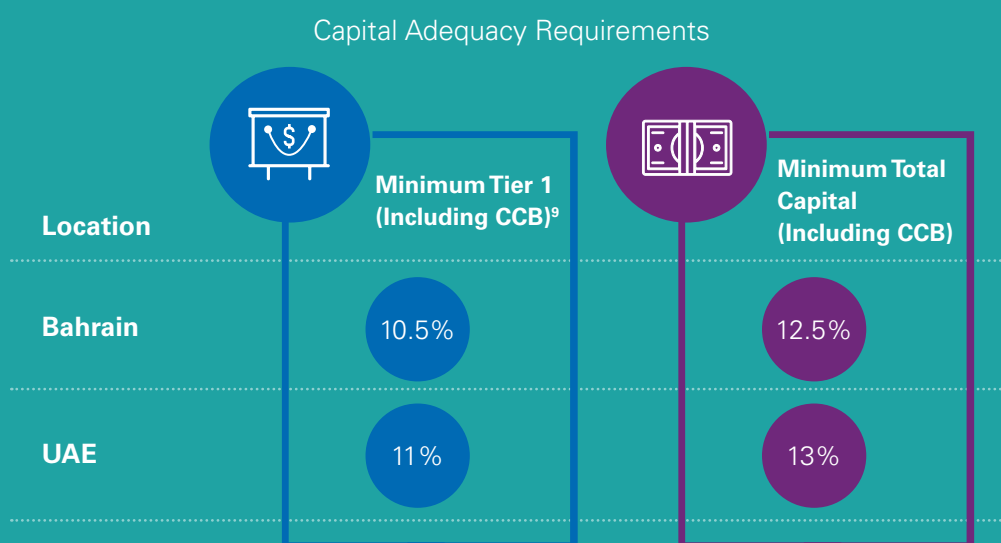 Capital Adequacy Requirements
$
Location
Minimum Tier 1
(Including CCB)⁹
Minimum Total
Capital
(Including CCB)
Bahrain
10.5%
12.5%
UAE
11%
13%